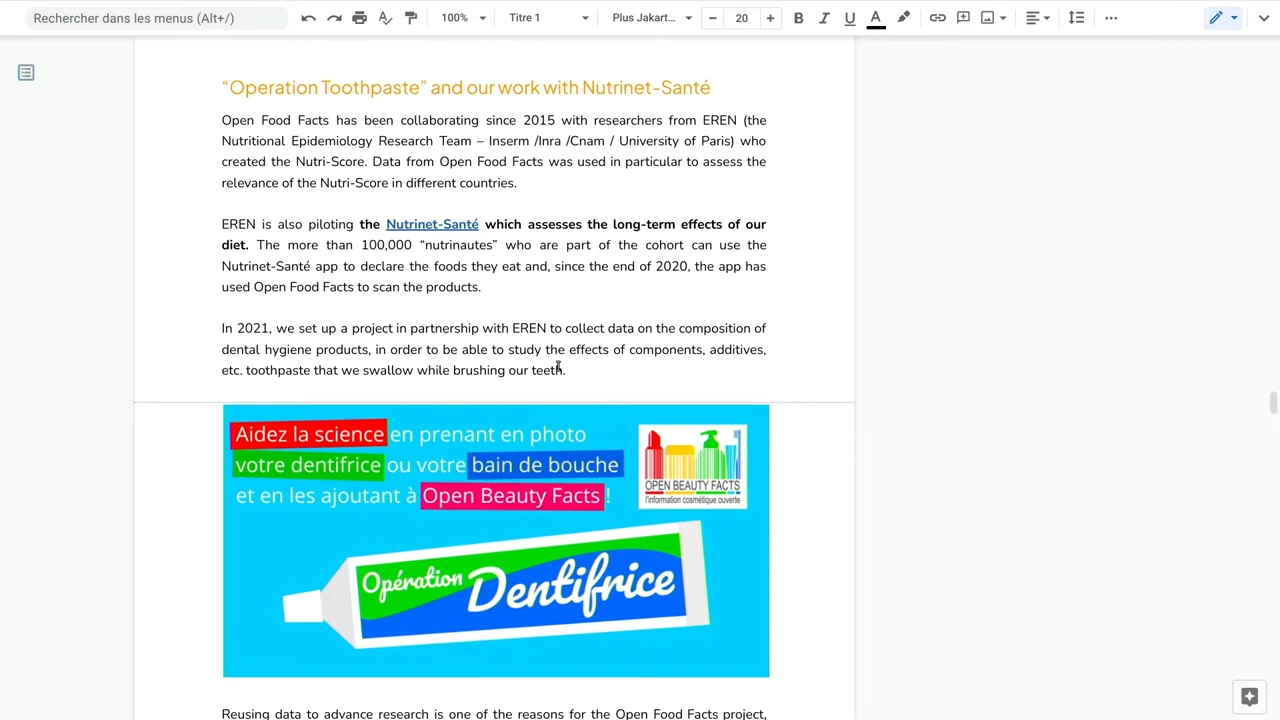 Rechercher dans les menus (Alt+/)
100%
Titre 1
Plus Jakart...
20
B I U A
“Operation Toothpaste” and our work with Nutrinet-Santé
Open Food Facts has been collaborating since 2015 with researchers from EREN (the
Nutritional Epidemiology Research Team – Inserm /Inra /Cnam / University of Paris) who
created the Nutri-Score. Data from Open Food Facts was used in particular to assess the
relevance of the Nutri-Score in different countries.
EREN is also piloting the Nutrinet-Santé which assesses the long-term effects of our
diet. The more than 100,000 “nutrinautes” who are part of the cohort can use the
Nutrinet-Santé app to declare the foods they eat and, since the end of 2020, the app has
used Open Food Facts to scan the products.
In 2021, we set up a project in partnership with EREN to collect data on the composition of
dental hygiene products, in order to be able to study the effects of components, additives,
etc. toothpaste that we swallow while brushing our teeth.
Aidez la science en prenant en photo
votre dentifrice ou votre bain de bouche
et en les ajoutant à Open Beauty Facts !
OPEN BEAUTY FACTS
l'information cosmétique ouverte
Opération Dentifrice
Reusing data to advance research is one of the reasons for the Open Food Facts project,